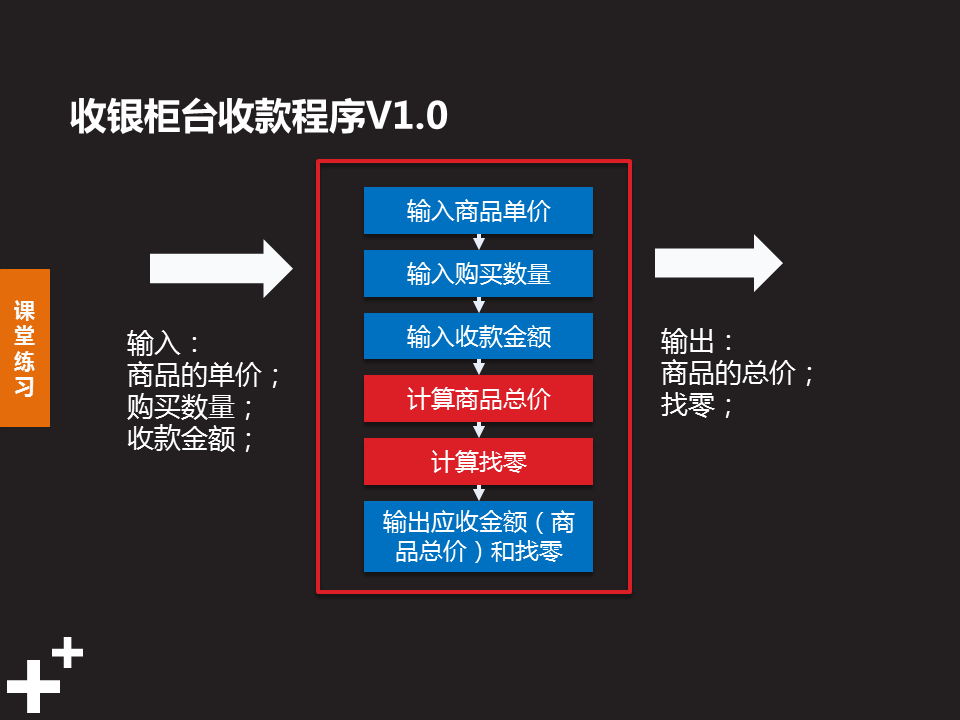 收银柜台收款程序V1.0
课堂练习
输入：
商品的单价；
购买数量；
收款金额；
输入商品单价
输入购买数量
输入收款金额
计算商品总价
计算找零
输出应收金额（商
品总价）和找零
输出：
商品的总价；
找零；